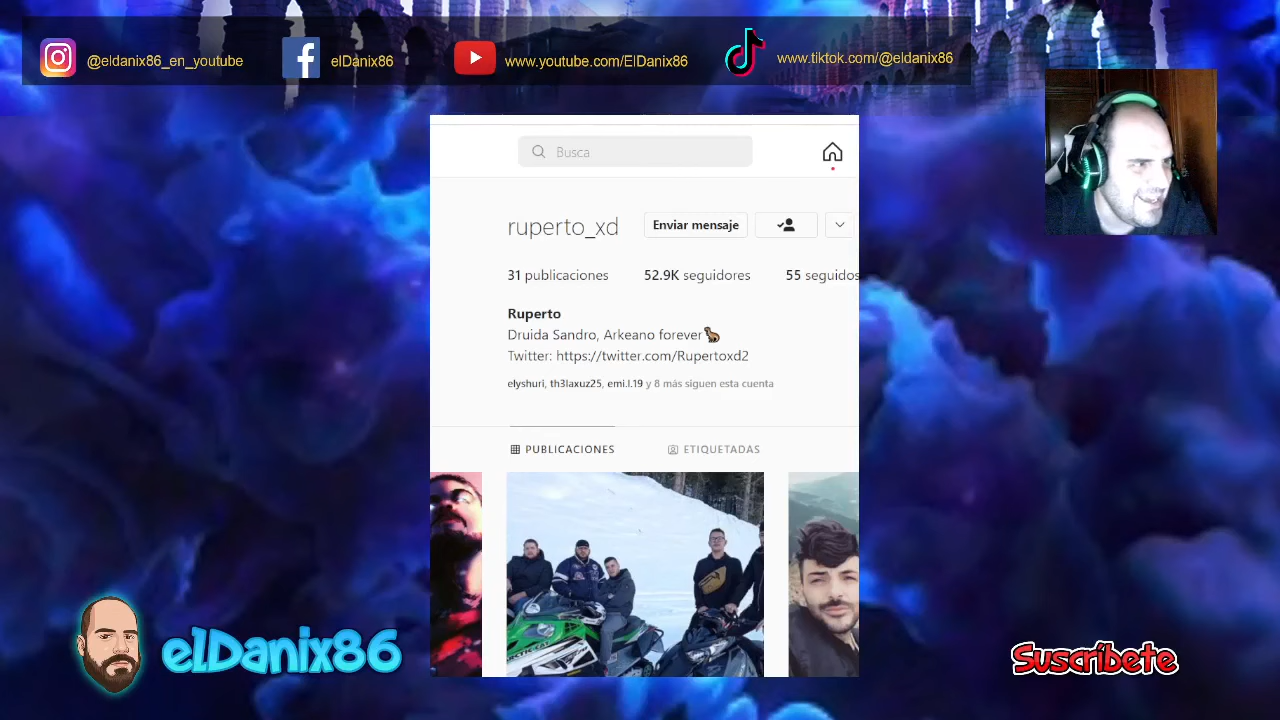 @eldanix86_en_youtube
elDanix86
www.youtube.com/ElDanix86
www.tiktok.com/@eldanix86
Busca
ruperto_xd
Enviar mensaje
31 publicaciones
52.9K seguidores
55 seguidos
Ruperto
Druida Sandro, Arkeano forever🦦
Twitter: https://twitter.com/Rupertoxd2
elyshuri, th3laxuz25, emi.l.19 y 8 más siguen esta cuenta
PUBLICACIONES
ETIQUETADAS
elDanix86
Suscríbete